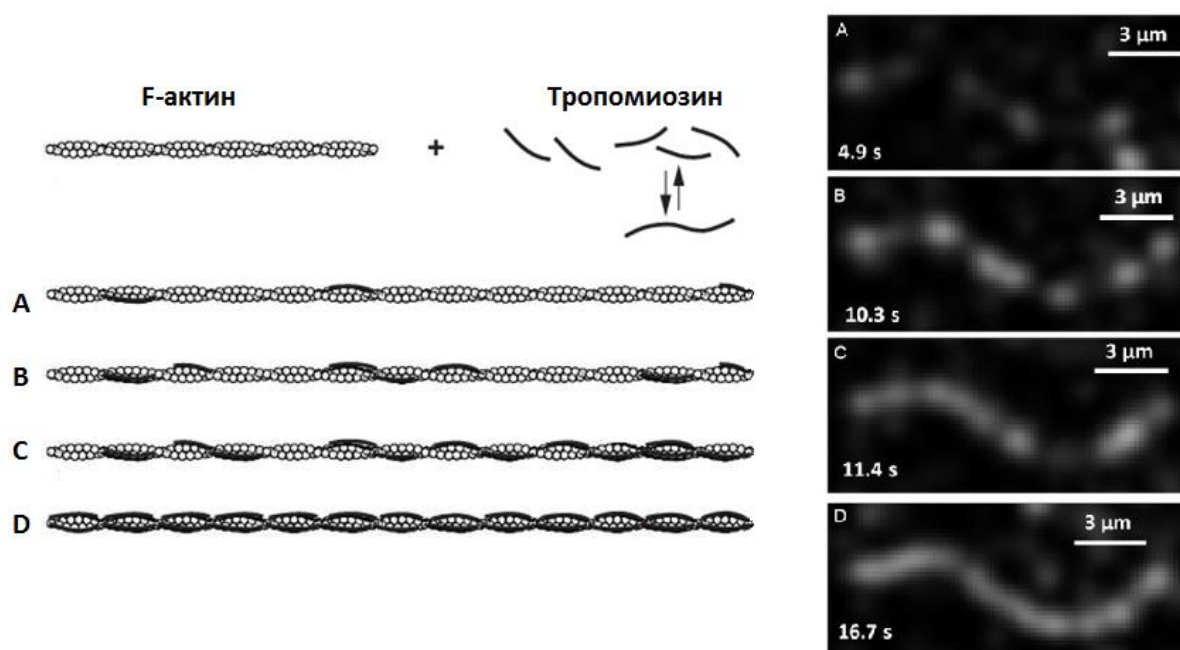 F-актин
Тропомиозин
+
A
B
C
D
A
3 µm
4.9 s
B
3 µm
10.3 s
C
3 µm
11.4 s
D
3 µm
16.7 s